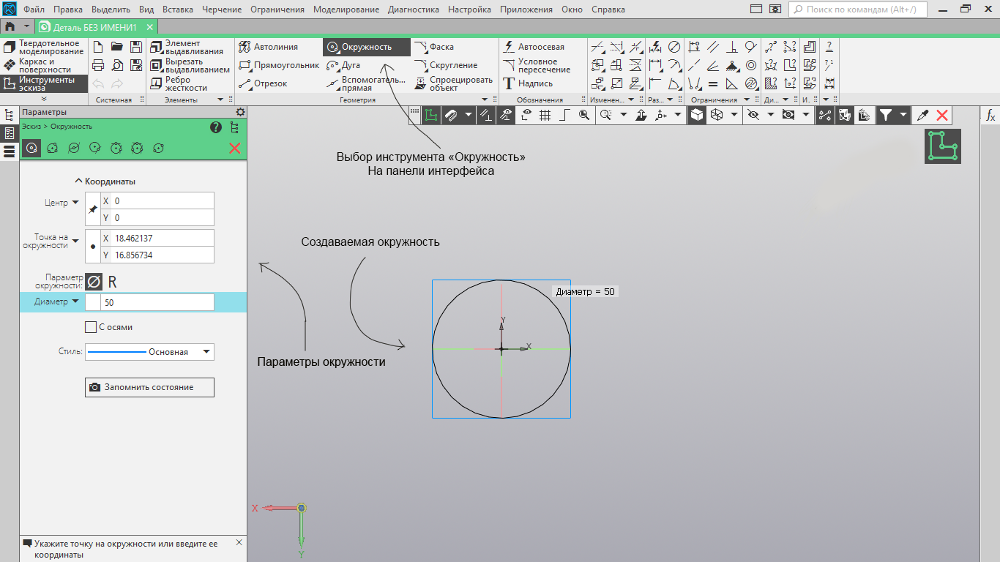 Файл Правка Выделить Вид Вставка Черчение Ограничения Моделирование Диагностика Настройка Приложения Окно Справка
Поиск по командам (Alt+/)
Деталь БЕЗ ИМЕНИ1
Твердотельное
моделирование
Каркас и
поверхности
Инструменты
эскиза
Системная
Элемент
выдавливания
Вырезать
выдавливанием
Ребро
жесткости
Элементы
Автолиния
Прямоугольник
Отрезок
Окружность
Дуга
Вспомогатель...
прямая
Фаска
Скругление
Спроецировать
объект
Геометрия
Автоосевая
Условное
пересечение
Надпись
Обозначения
Изменен...
Раз...
Ограничения
Ди...
И.
Параметры
Эскиз > Окружность
Координаты
Центр
X 0
Y 0
Точка на
окружности
X 18.462137
Y 16.856734
Параметр
окружности:
R
Диаметр
50
С осями
Стиль:
Основная
Запомнить состояние
Укажите точку на окружности или введите ее
координаты
fx
Выбор инструмента «Окружность»
На панели интерфейса
Создаваемая окружность
Диаметр = 50
Y
X
Параметры окружности
X
Y